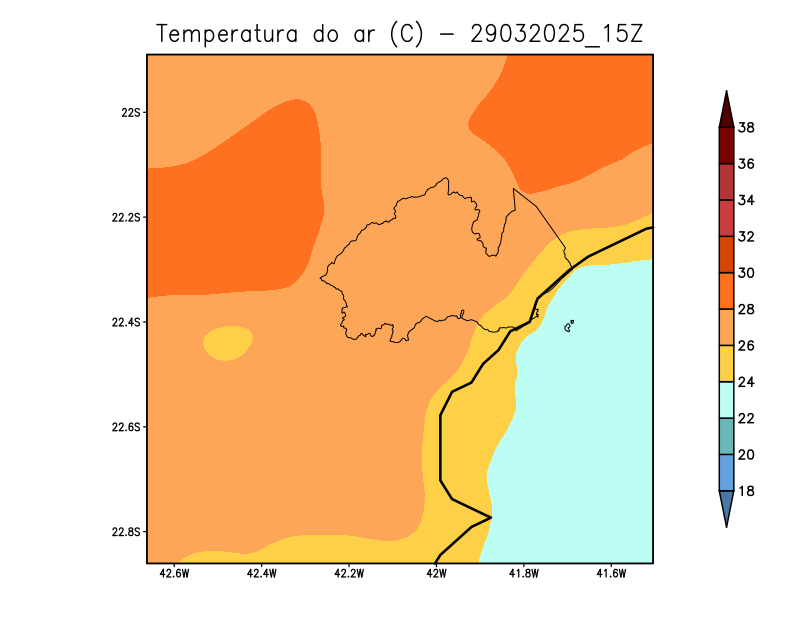 Temperatura do ar (C) - 29032025_15Z
22S
22.2S
22.4S
22.6S
22.8S
42.6W
42.4W
42.2W
42W
41.8W
41.6W
38
36
34
32
30
28
26
24
22
20
18